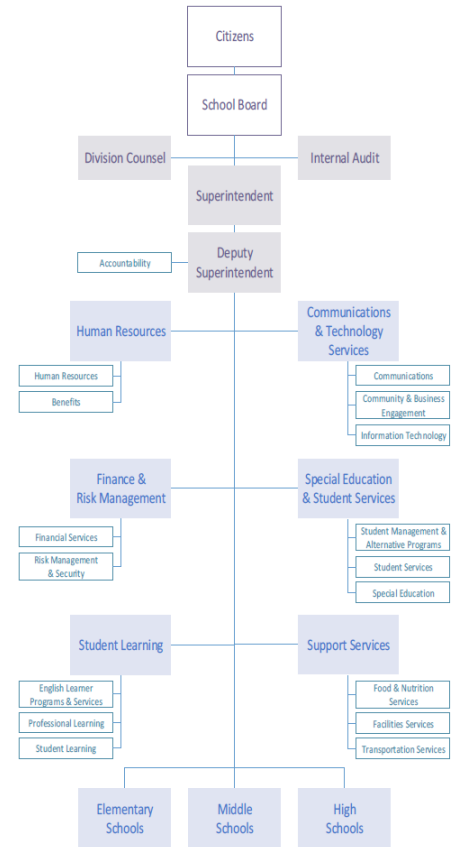 Citizens
School Board
Division Counsel
Internal Audit
Superintendent
Deputy
Superintendent
Accountability
Human Resources
Communications
& Technology
Services
Human Resources
Benefits
Communications
Community & Business
Engagement
Information Technology
Finance &
Risk Management
Special Education
& Student Services
Financial Services
Risk Management
& Security
Student Management &
Alternative Programs
Student Services
Special Education
Student Learning
Support Services
English Learner
Programs & Services
Professional Learning
Student Learning
Food & Nutrition
Services
Facilities Services
Transportation Services
Elementary
Schools
Middle
Schools
High
Schools